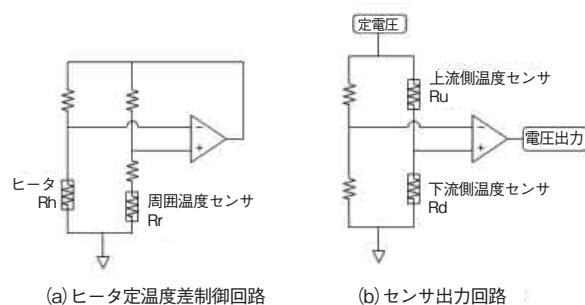 ヒータ
Rh
周囲温度センサ
Rr
−
+
(a)ヒータ定温度差制御回路
定電圧
上流側温度センサ
Ru
−
+
電圧出力
下流側温度センサ
Rd
(b)センサ出力回路